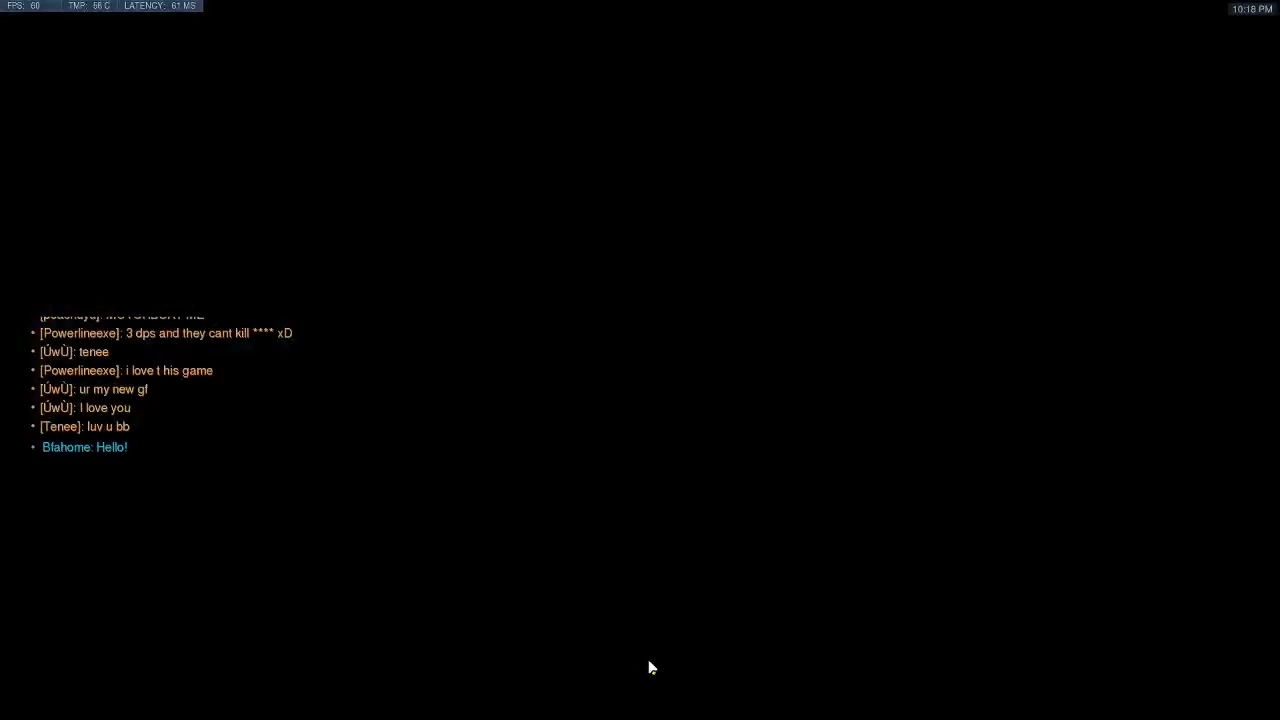 FPS: 60 TMP: 56 C LATENCY: 61 MS
10:18 PM
• [Powerlineexe]: 3 dps and they cant kill **** xD
• [ÚwÙ]: tenee
• [Powerlineexe]: i love t his game
• [ÚwÙ]: ur my new gf
• [ÚwÙ]: I love you
• [Tenee]: luv u bb
• Bfahome: Hello!